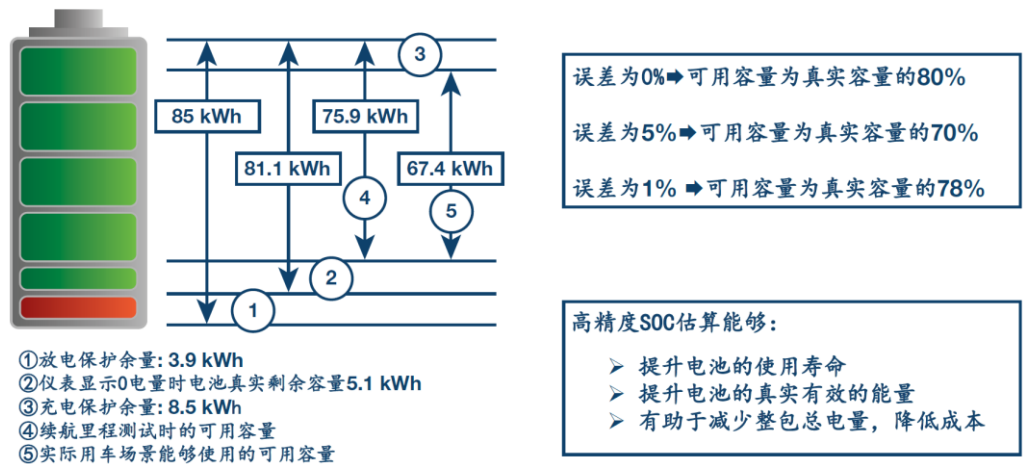 85 kWh
81.1 kWh
75.9 kWh
67.4 kWh
③
④
⑤
②
①
①放电保护余量: 3.9 kWh
②仪表显示0电量时电池真实剩余容量5.1 kWh
③充电保护余量: 8.5 kWh
④续航里程测试时的可用容量
⑤实际用车场景能够使用的可用容量
误差为0%➡可用容量为真实容量的80%
误差为5%➡可用容量为真实容量的70%
误差为1% ➡可用容量为真实容量的78%
高精度SOC估算能够：
➢ 提升电池的使用寿命
➢ 提升电池的真实有效的能量
➢ 有助于减少整包总电量，降低成本